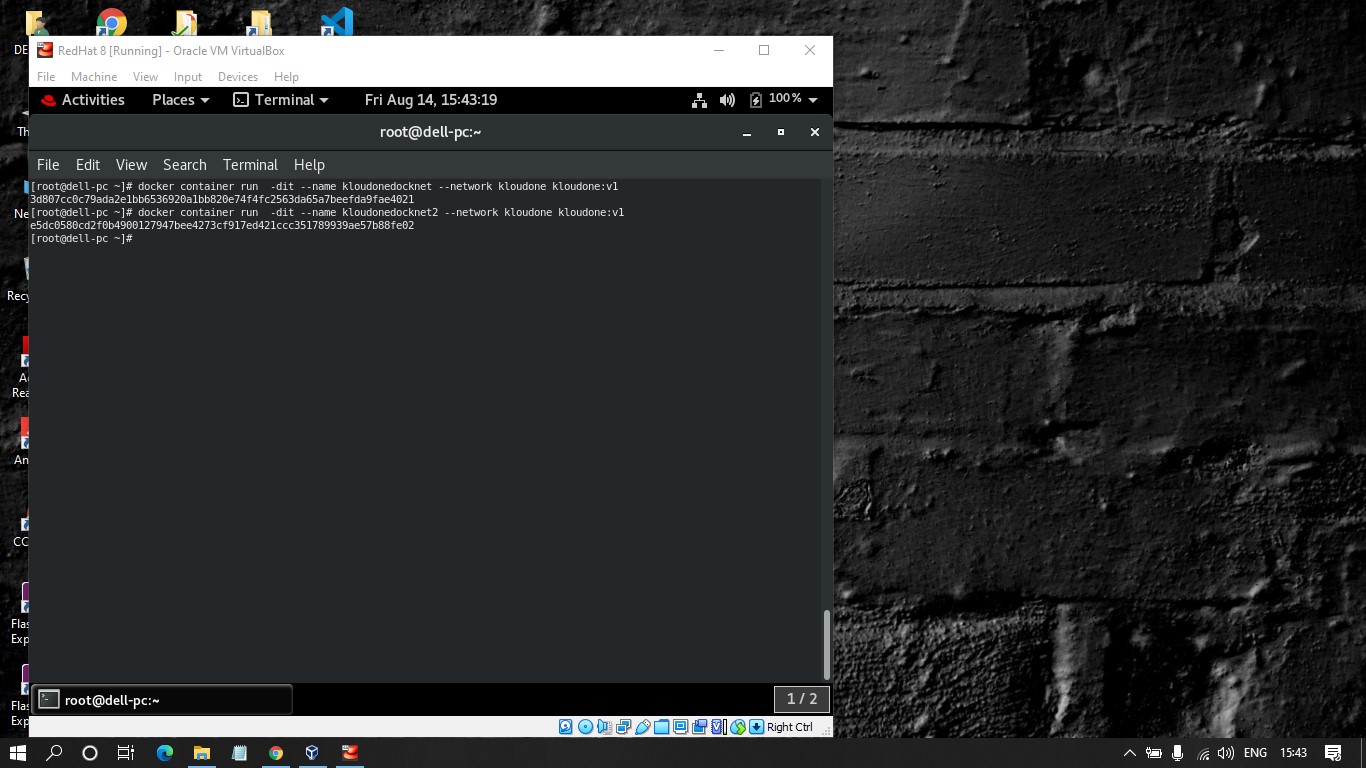 DE
Th
Ne
Recy
A
Rea
An
CC
Flas
Exp
Flas
Exp
RedHat 8 [Running] - Oracle VM VirtualBox
File Machine View Input Devices Help
Activities Places Terminal Fri Aug 14, 15:43:19 100%
root@dell-pc:~
File Edit View Search Terminal Help
[root@dell-pc ~]# docker container run  -dit --name kloudonedocknet --network kloudone kloudone:v1
3d807cc0c79ada2e1bb6536920a1bb820e74f4fc2563da65a7beefda9fae4021
[root@dell-pc ~]# docker container run  -dit --name kloudonedocknet2 --network kloudone kloudone:v1
e5dc0580cd2f0b4900127947bee4273cf917ed421ccc351789939ae57b88fe02
[root@dell-pc ~]#
root@dell-pc:~ 1 / 2
Right Ctrl
ENG 15:43